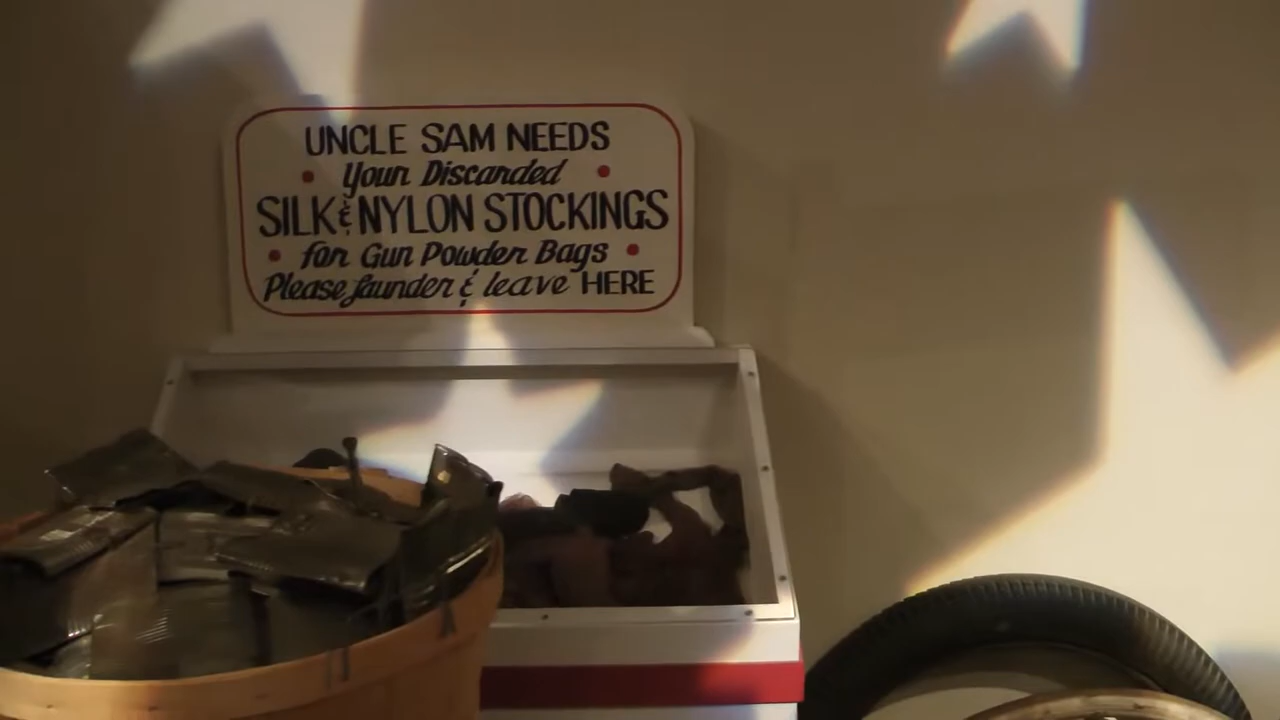 UNCLE SAM NEEDS
Your Discarded
SILK & NYLON STOCKINGS
for Gun Powder Bags
Please launder & leave HERE